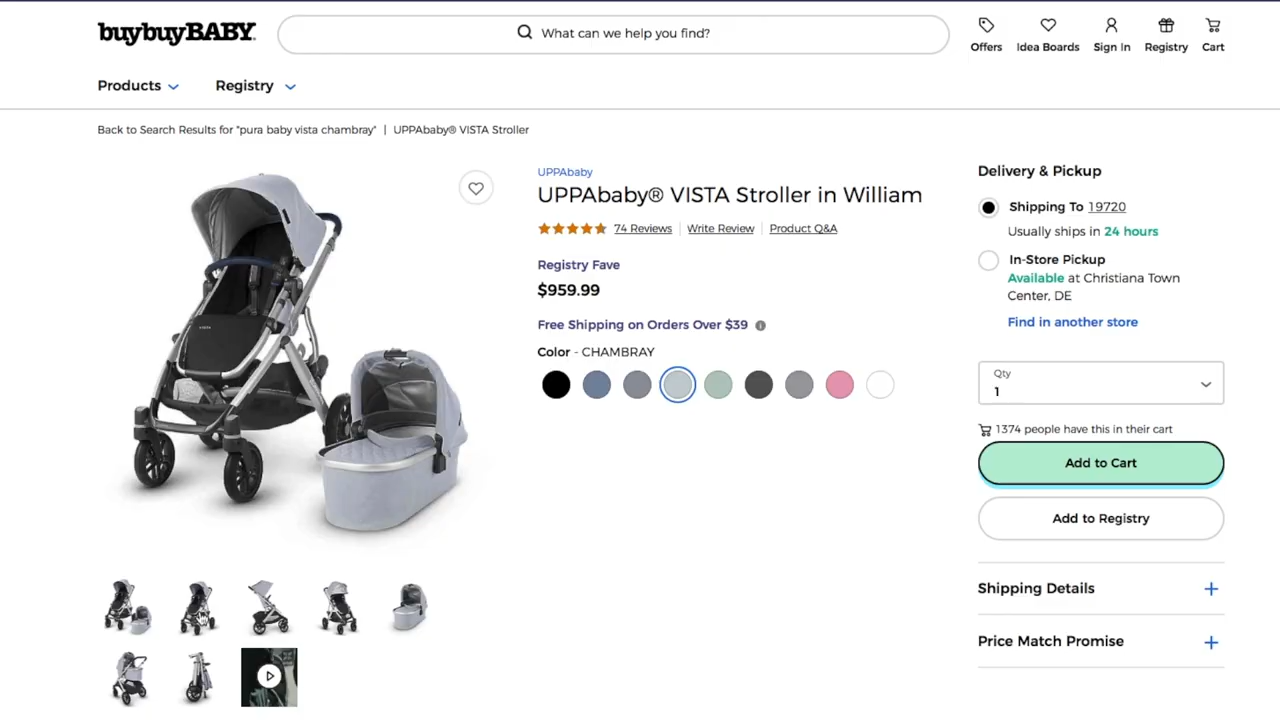 buybuyBABY
What can we help you find?
Offers
Idea Boards
Sign In
Registry
Cart
Products
Registry
Back to Search Results for "pura baby vista chambray" | UPPAbaby® VISTA Stroller
UPPAbaby
UPPAbaby® VISTA Stroller in William
74 Reviews
Write Review
Product Q&A
Registry Fave
$959.99
Free Shipping on Orders Over $39
Color - CHAMBRAY
VISTA
Delivery & Pickup
Shipping To 19720
Usually ships in 24 hours
In-Store Pickup
Available at Christiana Town
Center, DE
Find in another store
Qty
1
1374 people have this in their cart
Add to Cart
Add to Registry
Shipping Details
Price Match Promise